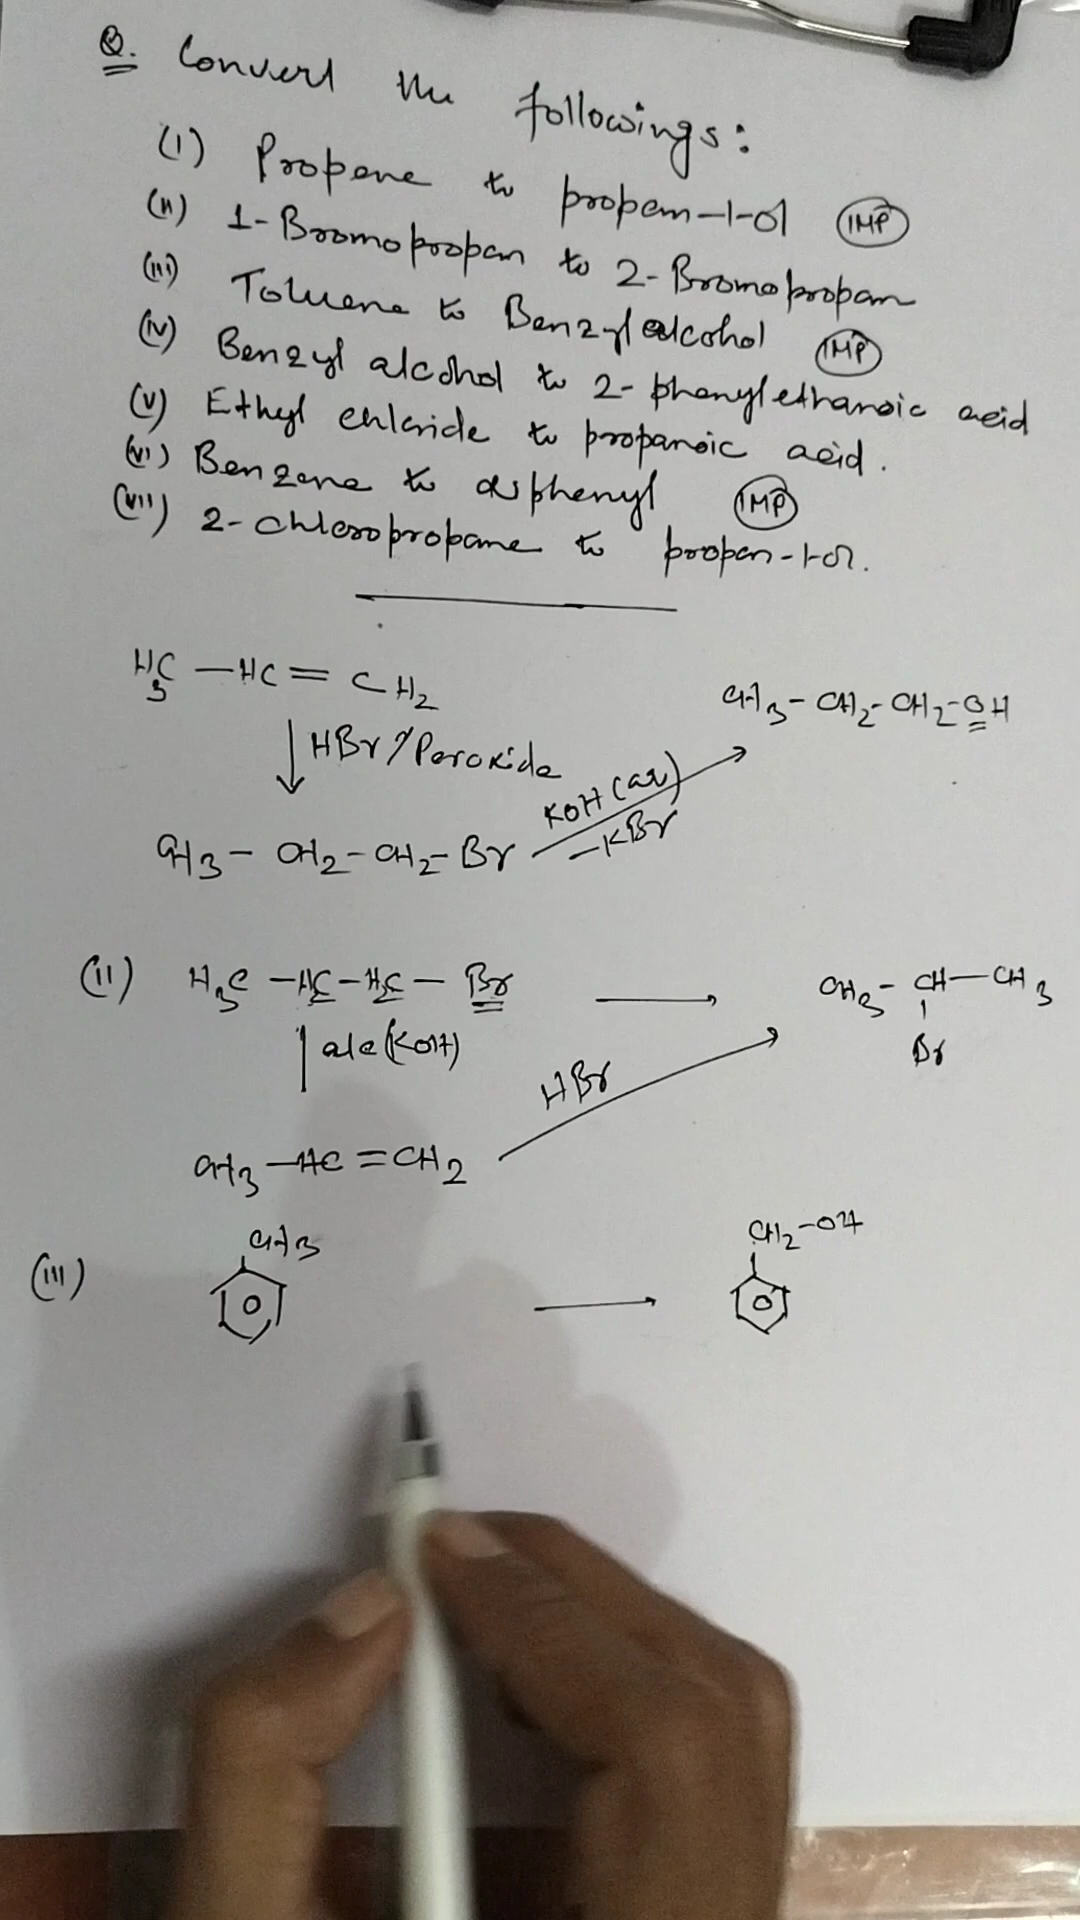 Q. Convert the followings:
(I) Propene to propan-1-ol (IMP)
(II) 1-Bromopropan to 2-Bromopropan
(III) Toluene to Benzyl alcohol (IMP)
(IV) Benzyl alcohol to 2-phenylethanoic acid
(V) Ethyl chloride to propanoic acid.
(VI) Benzene to diphenyl (IMP)
(VII) 2-chloropropane to propan-1-ol.
H3C-HC=CH2
CH3-CH2-CH2-OH
HBr/Peroxide
KOH(aq)
-KBr
CH3-CH2-CH2-Br
(II) H3C-H2C-H2C-Br → CH3-CH-CH3
Br
alc(KOH)
HBr
CH3-HC=CH2
(III) CH3 → CH2-OH